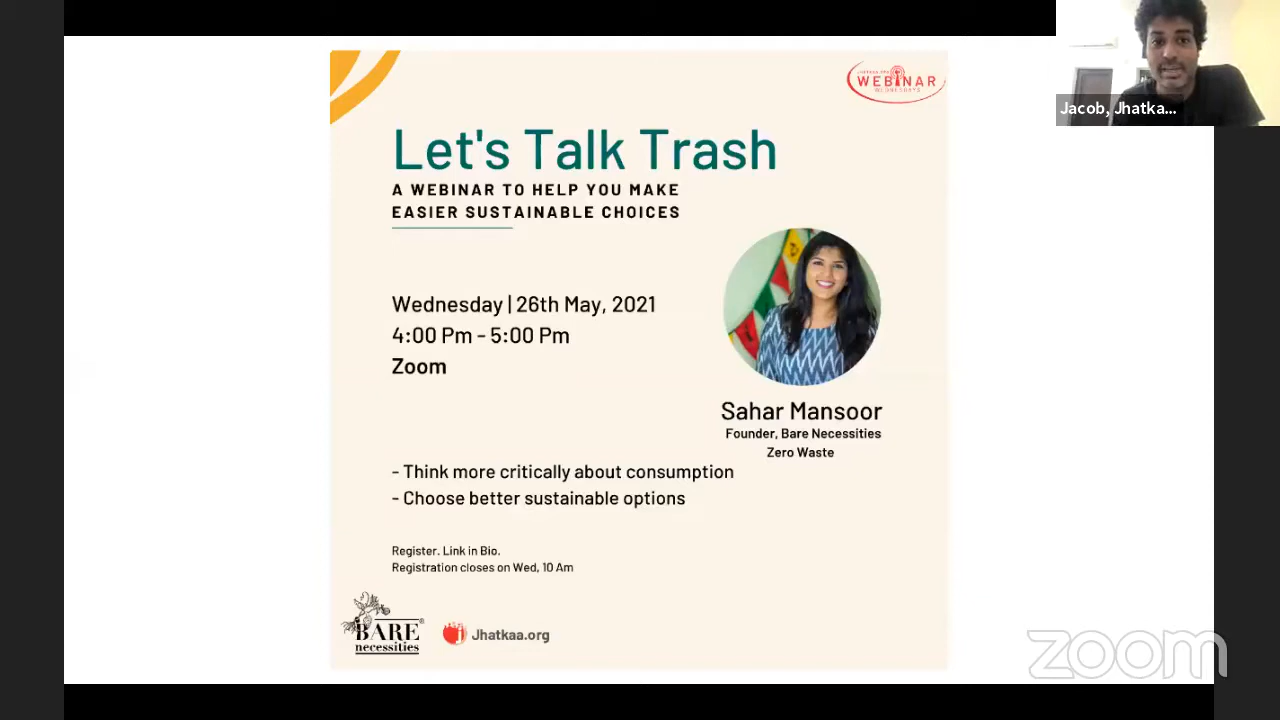 Jacob, Jhatka...
JHATKAA.ORG
WEBINAR
WEDNESDAYS
Let's Talk Trash
A WEBINAR TO HELP YOU MAKE
EASIER SUSTAINABLE CHOICES
Wednesday | 26th May, 2021
4:00 Pm - 5:00 Pm
Zoom
Sahar Mansoor
Founder, Bare Necessities
Zero Waste
- Think more critically about consumption
- Choose better sustainable options
Register. Link in Bio.
Registration closes on Wed, 10 Am
BARE®
necessities
Jhatkaa.org
zoom